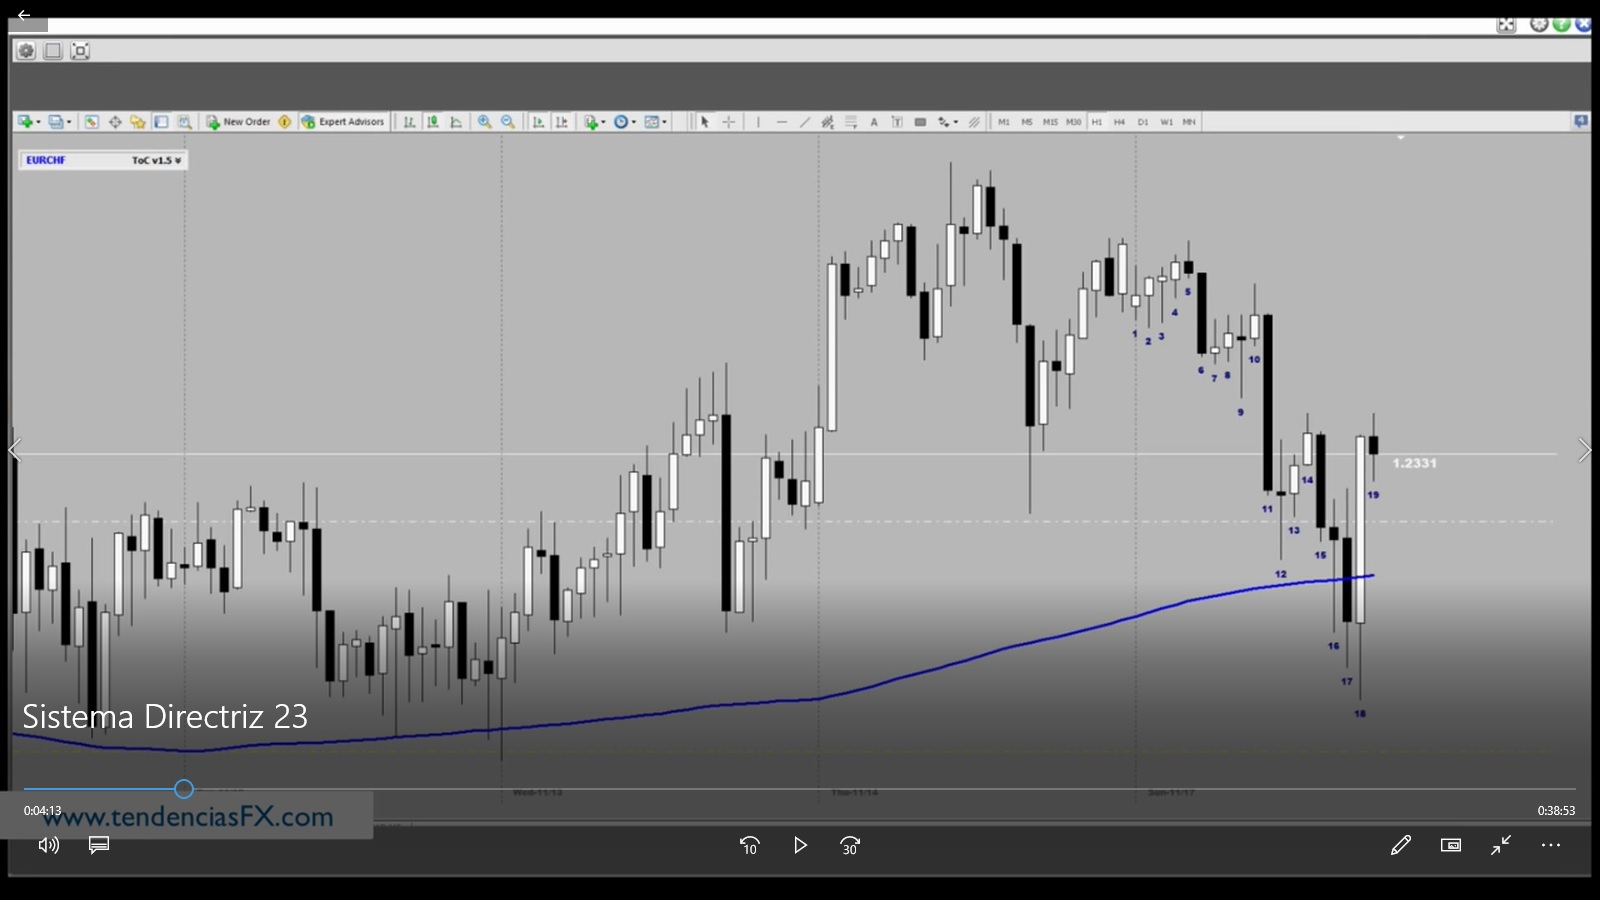 New Order
Expert Advisors
A
T
M1 M5 M15 M30 H1 H4 D1 W1 MN
EURCHF ToC v1.5
1
2
3
4
5
6
7
8
9
10
1.2331
11
12
13
14
15
16
17
18
19
Sistema Directriz 23
Wed-11/13 Thu-11/14 Sun-11/17
0:04:13 0:38:53
www.tendenciasFX.com
10 30